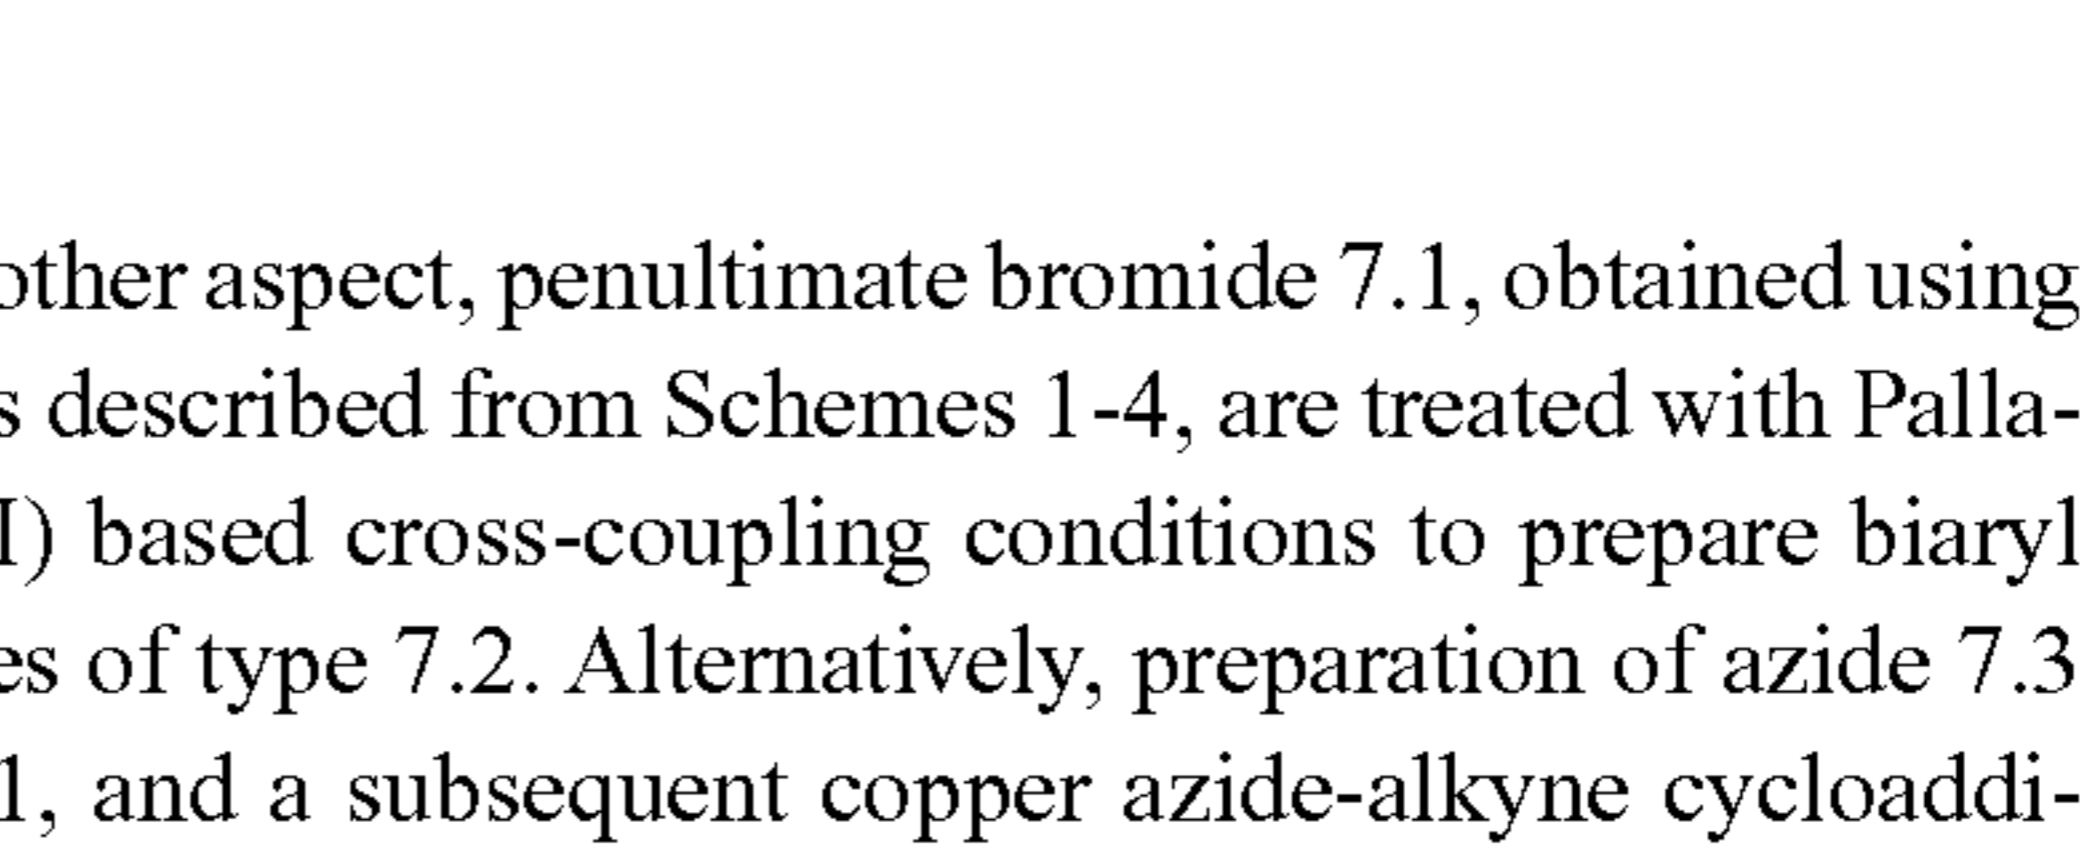 other aspect, penultimate bromide 7.1, obtained using
s described from Schemes 1-4, are treated with Palla-
I) based cross-coupling conditions to prepare biaryl
es of type 7.2. Alternatively, preparation of azide 7.3
1, and a subsequent copper azide-alkyne cycloaddi-